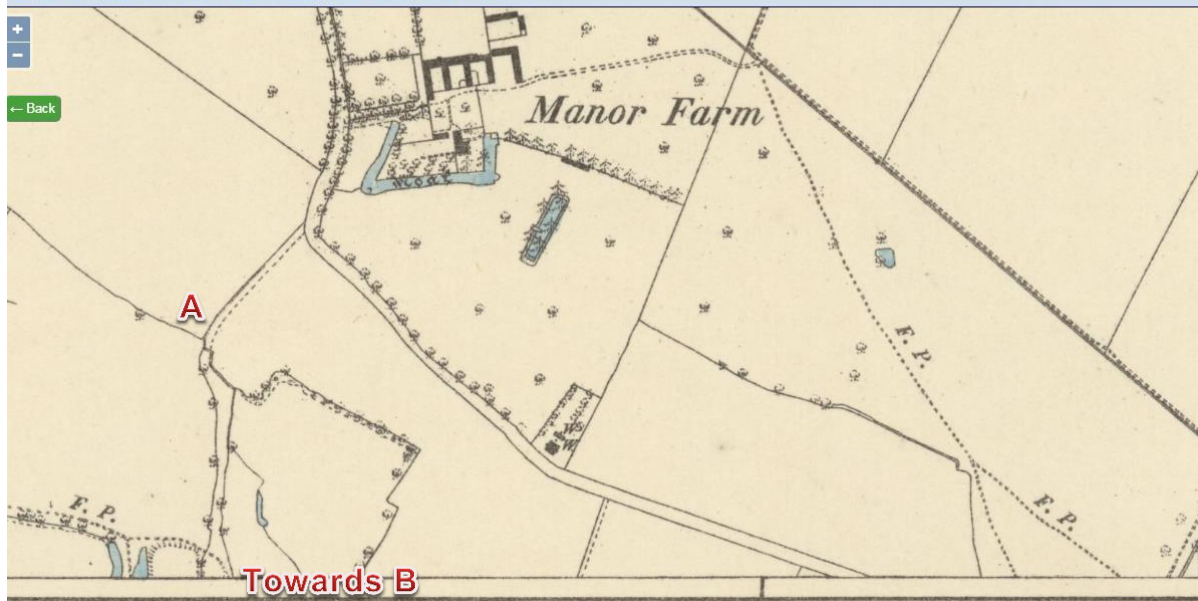 +
−
← Back
Manor Farm
MOAT
A
F. P.
W
F. P.
F. P.
Towards B